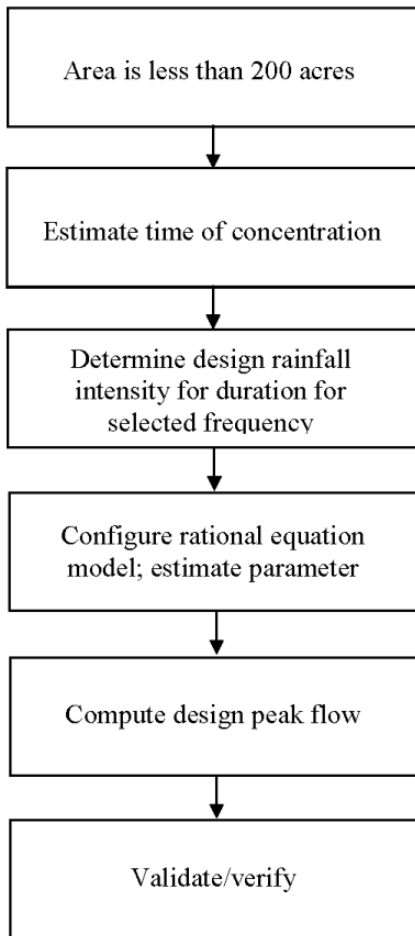 Area is less than 200 acres
Estimate time of concentration
Determine design rainfall
intensity for duration for
selected frequency
Configure rational equation
model; estimate parameter
Compute design peak flow
Validate/verify